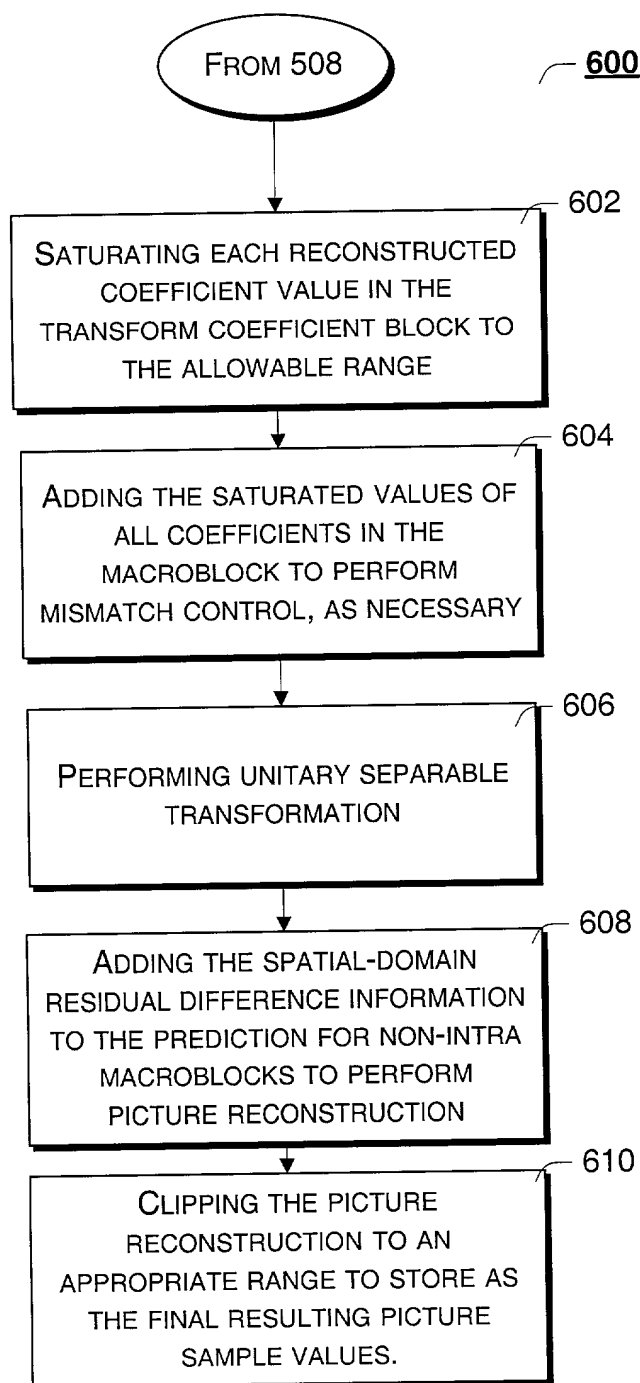 FROM 508
600
602
SATURATING EACH RECONSTRUCTED
COEFFICIENT VALUE IN THE
TRANSFORM COEFFICIENT BLOCK TO
THE ALLOWABLE RANGE
604
ADDING THE SATURATED VALUES OF
ALL COEFFICIENTS IN THE
MACROBLOCK TO PERFORM
MISMATCH CONTROL, AS NECESSARY
606
PERFORMING UNITARY SEPARABLE
TRANSFORMATION
608
ADDING THE SPATIAL-DOMAIN
RESIDUAL DIFFERENCE INFORMATION
TO THE PREDICTION FOR NON-INTRA
MACROBLOCKS TO PERFORM
PICTURE RECONSTRUCTION
610
CLIPPING THE PICTURE
RECONSTRUCTION TO AN
APPROPRIATE RANGE TO STORE AS
THE FINAL RESULTING PICTURE
SAMPLE VALUES.